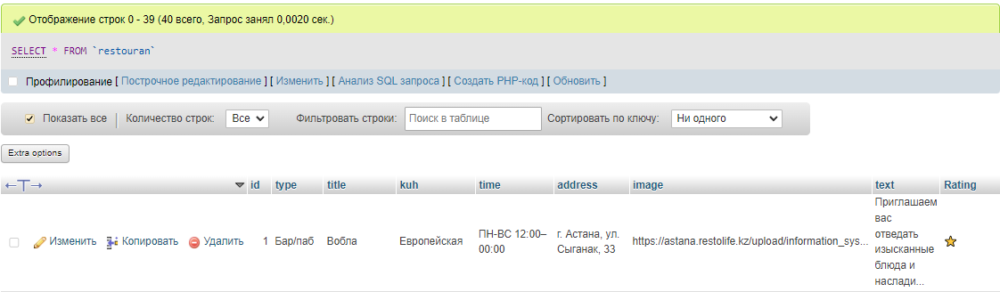 Отображение строк 0 - 39 (40 всего, Запрос занял 0,0020 сек.)
SELECT * FROM `restouran`
Профилирование [ Построчное редактирование ] [ Изменить ] [ Анализ SQL запроса ] [ Создать PHP-код ] [ Обновить ]
Показать все | Количество строк: Все Фильтровать строки: Поиск в таблице Сортировать по ключу: Ни одного
Extra options
←T→ id type title kuh time address image text Rating
Изменить Копировать Удалить 1 Бар/паб Вобла Европейская
ПН-ВС 12:00–
00:00
г. Астана, ул.
Сыганак, 33
https://astana.restolife.kz/upload/information_sys...
Приглашаем
вас
отведать
изысканные
блюда и
наслади...